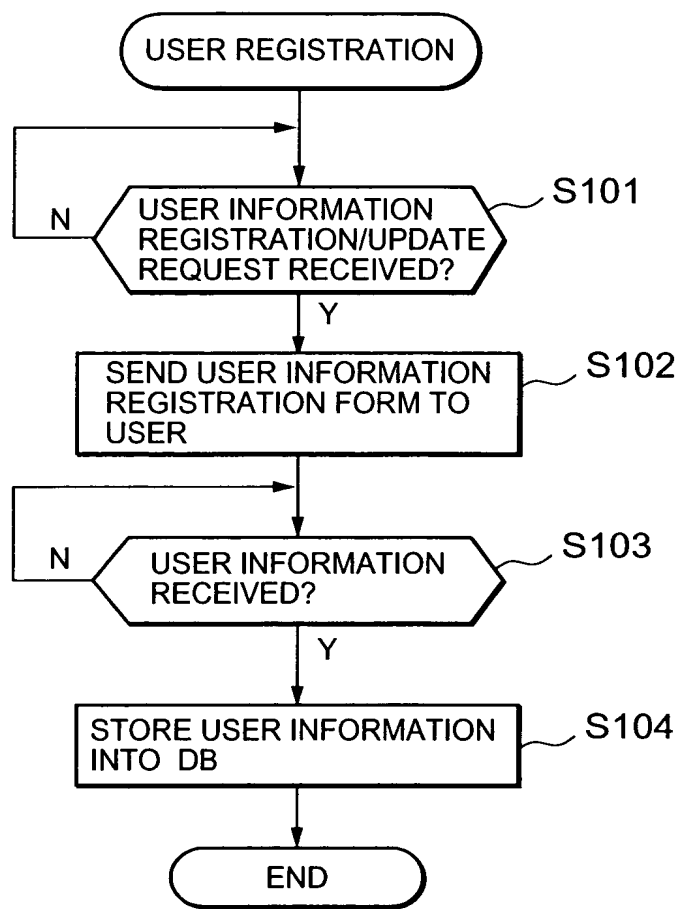 USER REGISTRATION
S101
USER INFORMATION
REGISTRATION/UPDATE
REQUEST RECEIVED?
N
Y
S102
SEND USER INFORMATION
REGISTRATION FORM TO
USER
S103
N
USER INFORMATION
RECEIVED?
Y
S104
STORE USER INFORMATION
INTO DB
END